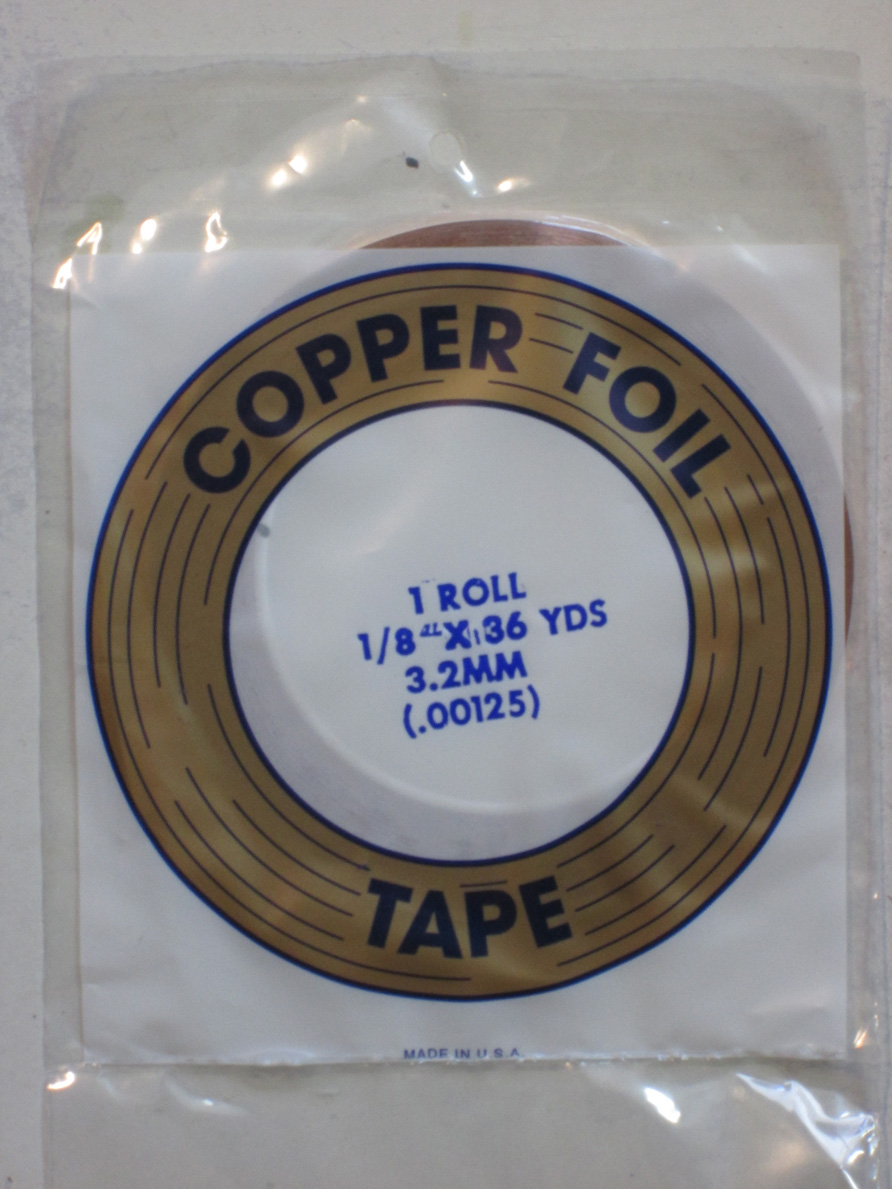 COPPER FOIL
1 ROLL
1/8" X 36 YDS
3.2MM
(.00125)
TAPE
MADE IN U.S.A.